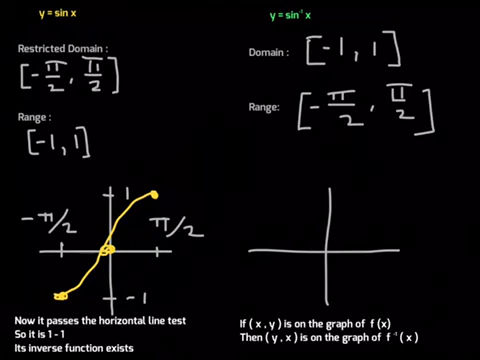 y = sin x
Restricted Domain :
[-π/2, π/2]
Range :
[-1, 1]
1
-π/2
π/2
-1
Now it passes the horizontal line test
So it is 1 - 1
Its inverse function exists
y = sin⁻¹ x
Domain : [-1, 1]
Range: [-π/2, π/2]
If ( x , y ) is on the graph of f (x)
Then ( y , x ) is on the graph of f⁻¹ ( x )